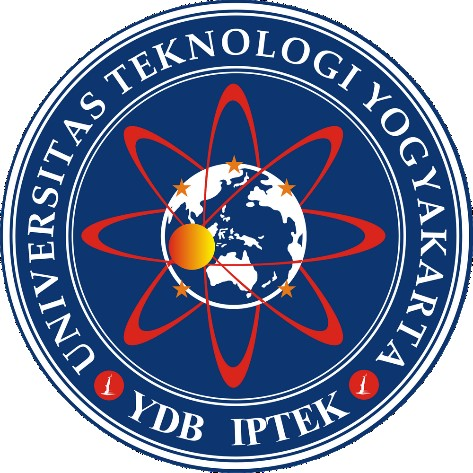 UNIVERSITAS TEKNOLOGI YOGYAKARTA
YDB IPTEK